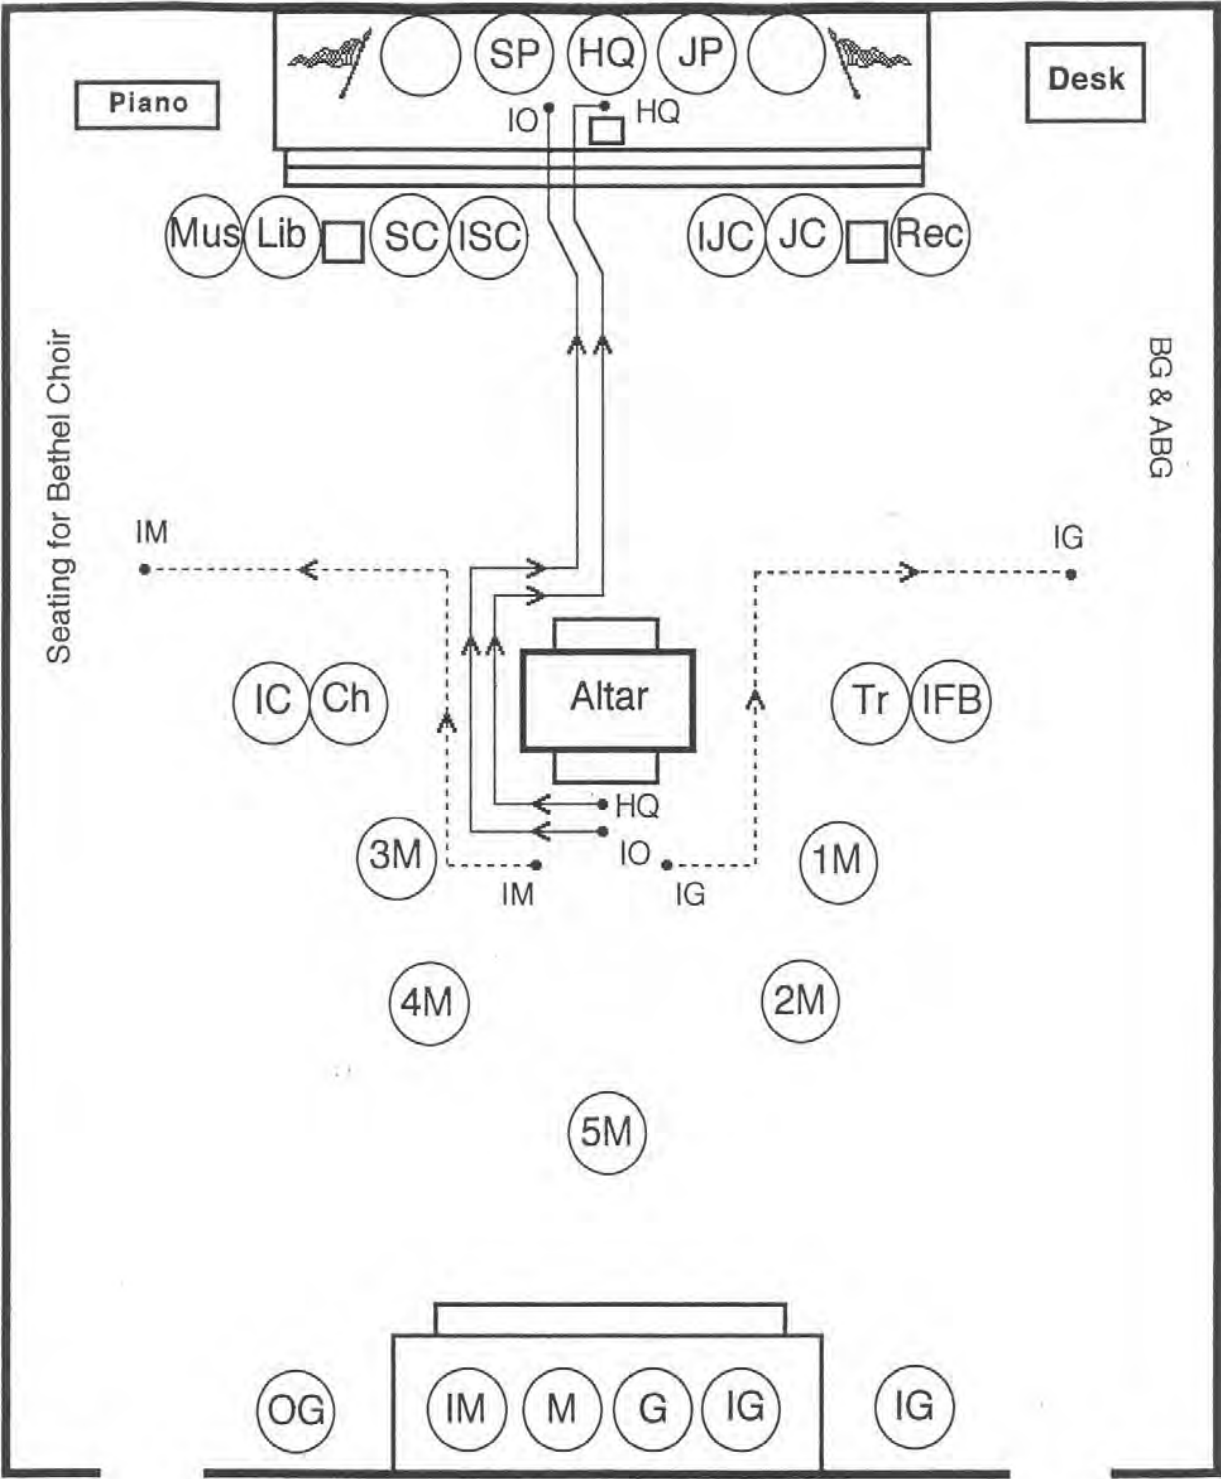 SP
HQ
JP
Piano
Desk
IO
HQ
Mus
Lib
SC
ISC
IJC
JC
Rec
Seating for Bethel Choir
BG & ABG
IM
IG
IC
Ch
Altar
Tr
IFB
HQ
3M
IO
1M
IM
IG
4M
2M
5M
OG
IM
M
G
IG
IG